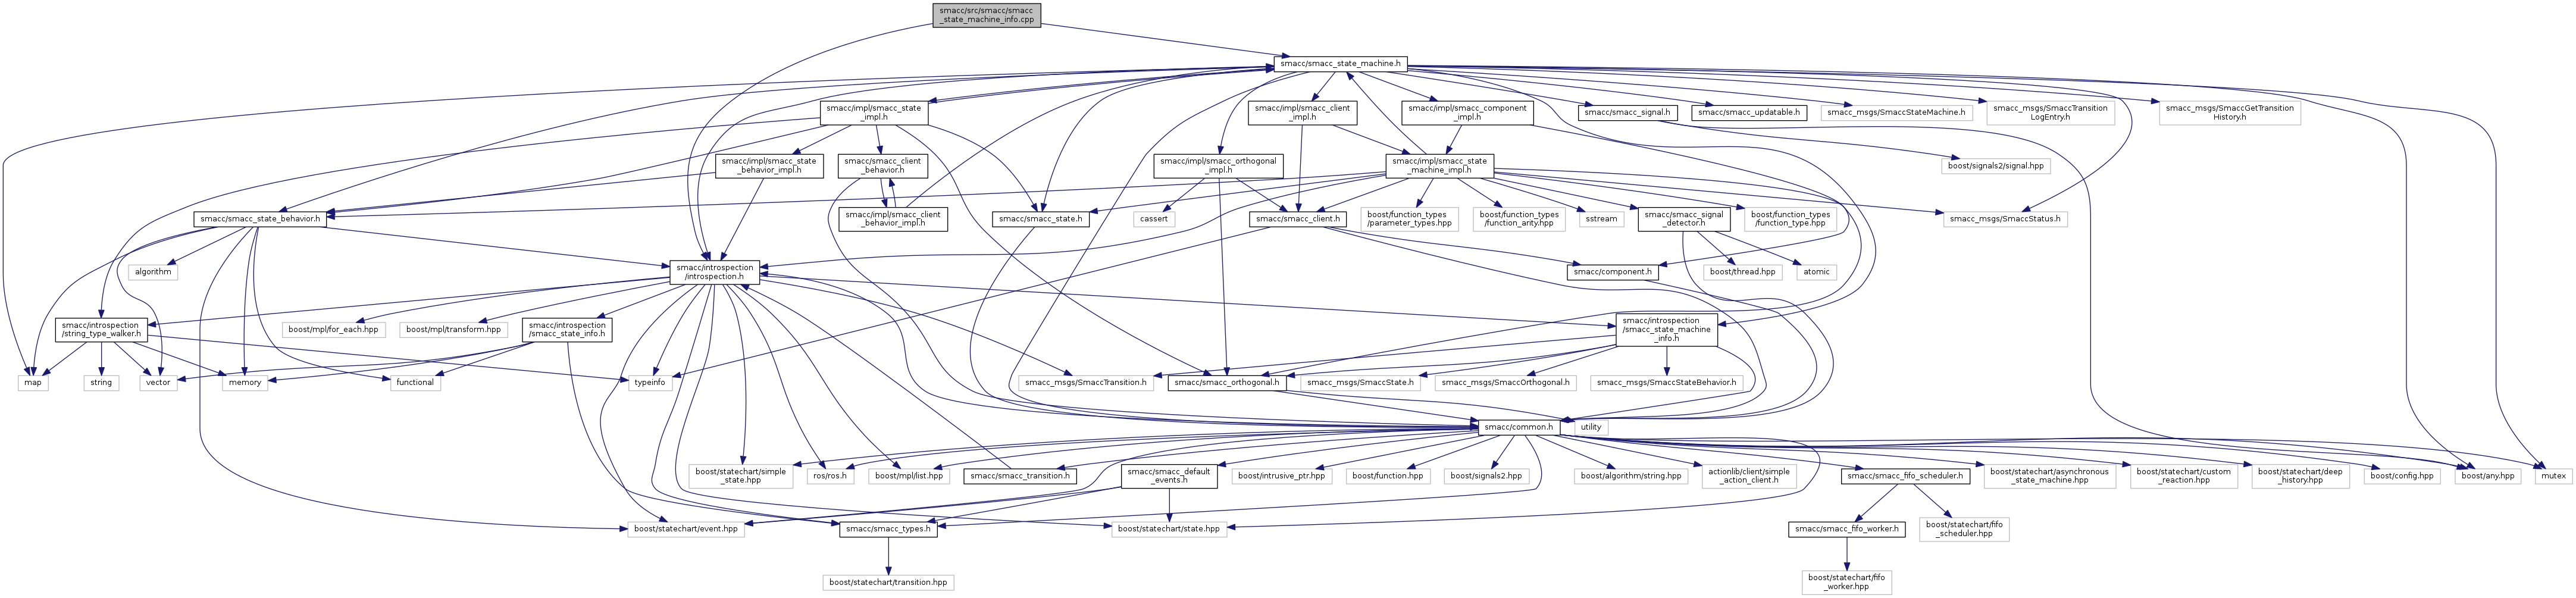 smacc/src/smacc/smacc
_state_machine_info.cpp
smacc/smacc_state_machine.h
smacc/impl/smacc_state
_impl.h
smacc/impl/smacc_client
_impl.h
smacc/impl/smacc_component
_impl.h
smacc/smacc_signal.h
smacc/smacc_updatable.h
smacc_msgs/SmaccStateMachine.h
smacc_msgs/SmaccTransition
LogEntry.h
smacc_msgs/SmaccGetTransition
History.h
smacc/impl/smacc_state
_behavior_impl.h
smacc/smacc_client
_behavior.h
smacc/impl/smacc_orthogonal
_impl.h
smacc/impl/smacc_state
_machine_impl.h
boost/signals2/signal.hpp
smacc/smacc_state_behavior.h
smacc/impl/smacc_client
_behavior_impl.h
smacc/smacc_state.h
cassert
smacc/smacc_client.h
boost/function_types
/parameter_types.hpp
boost/function_types
/function_arity.hpp
sstream
smacc/smacc_signal
_detector.h
boost/function_types
/function_type.hpp
smacc_msgs/SmaccStatus.h
algorithm
smacc/introspection
/introspection.h
smacc/component.h
boost/thread.hpp
atomic
smacc/introspection
/string_type_walker.h
boost/mpl/for_each.hpp
boost/mpl/transform.hpp
smacc/introspection
/smacc_state_info.h
smacc/introspection
/smacc_state_machine
_info.h
map
string
vector
memory
functional
typeinfo
smacc_msgs/SmaccTransition.h
smacc/smacc_orthogonal.h
smacc_msgs/SmaccState.h
smacc_msgs/SmaccOrthogonal.h
smacc_msgs/SmaccStateBehavior.h
smacc/common.h
utility
boost/statechart/simple
_state.hpp
ros/ros.h
boost/mpl/list.hpp
smacc/smacc_transition.h
smacc/smacc_default
_events.h
boost/intrusive_ptr.hpp
boost/function.hpp
boost/signals2.hpp
boost/algorithm/string.hpp
actionlib/client/simple
_action_client.h
smacc/smacc_fifo_scheduler.h
boost/statechart/asynchronous
_state_machine.hpp
boost/statechart/custom
_reaction.hpp
boost/statechart/deep
_history.hpp
boost/config.hpp
boost/any.hpp
mutex
boost/statechart/event.hpp
smacc/smacc_types.h
boost/statechart/state.hpp
smacc/smacc_fifo_worker.h
boost/statechart/fifo
_scheduler.hpp
boost/statechart/transition.hpp
boost/statechart/fifo
_worker.hpp